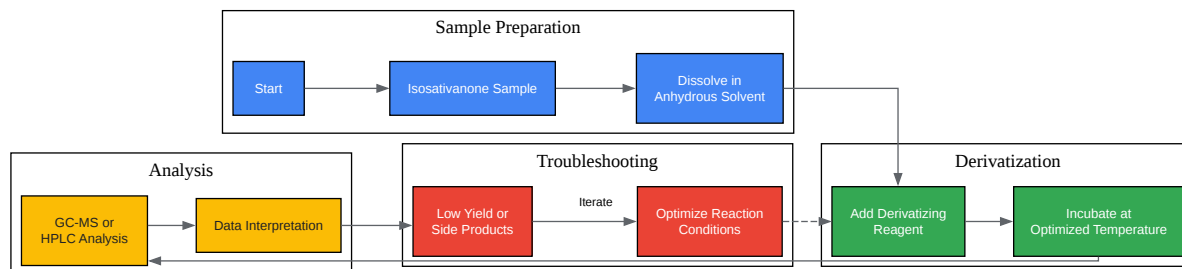 Sample Preparation
Start
Isosativanone Sample
Dissolve in
Anhydrous Solvent
Analysis
GC-MS or
HPLC Analysis
Data Interpretation
Troubleshooting
Low Yield or
Side Products
Iterate
Optimize Reaction
Conditions
Derivatization
Add Derivatizing
Reagent
Incubate at
Optimized Temperature